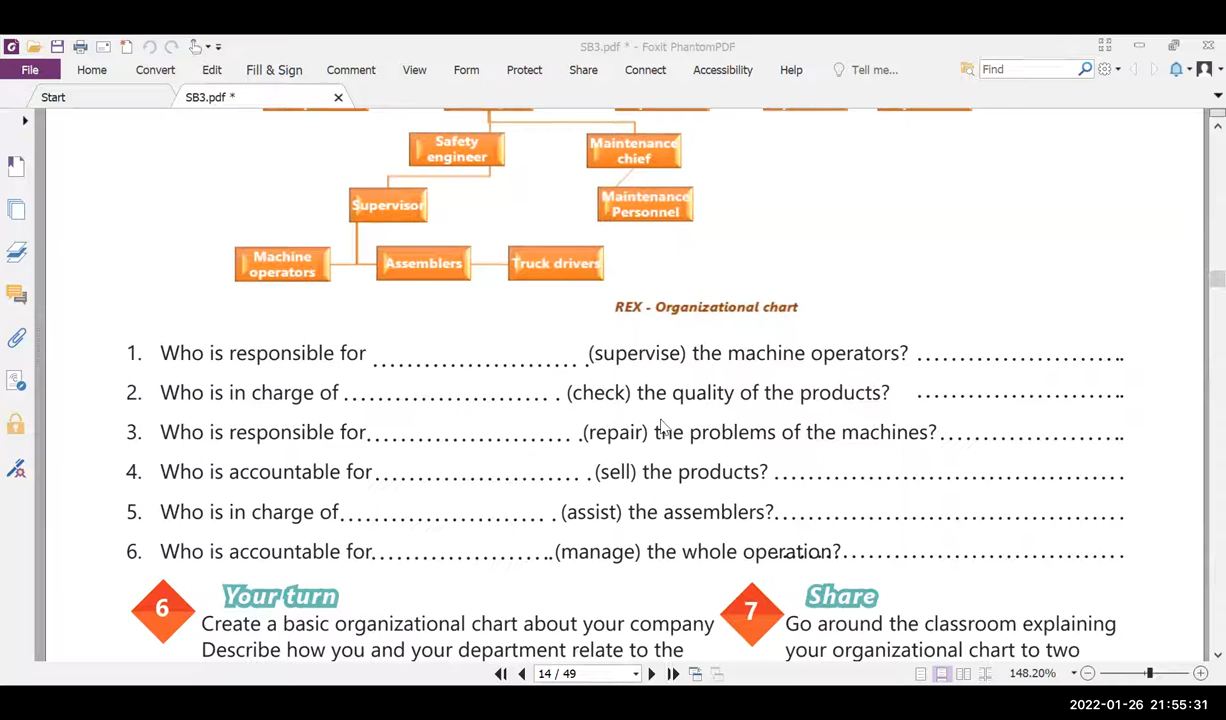 SB3.pdf * - Foxit PhantomPDF
File Home Convert Edit Fill & Sign Comment View Form Protect Share Connect Accessibility Help Tell me... Find
Start SB3.pdf *
Safety engineer
Maintenance chief
Supervisor
Maintenance Personnel
Machine operators
Assemblers
Truck drivers
REX - Organizational chart
1. Who is responsible for ........................ (supervise) the machine operators? ........................
2. Who is in charge of ........................ (check) the quality of the products? ........................
3. Who is responsible for........................ (repair) the problems of the machines?......................
4. Who is accountable for........................ (sell) the products? ........................................
5. Who is in charge of........................ (assist) the assemblers?........................................
6. Who is accountable for.....................(manage) the whole operation?................................
6 Your turn
Create a basic organizational chart about your company
Describe how you and your department relate to the
7 Share
Go around the classroom explaining
your organizational chart to two
14 / 49
148.20%
2022-01-26 21:55:31